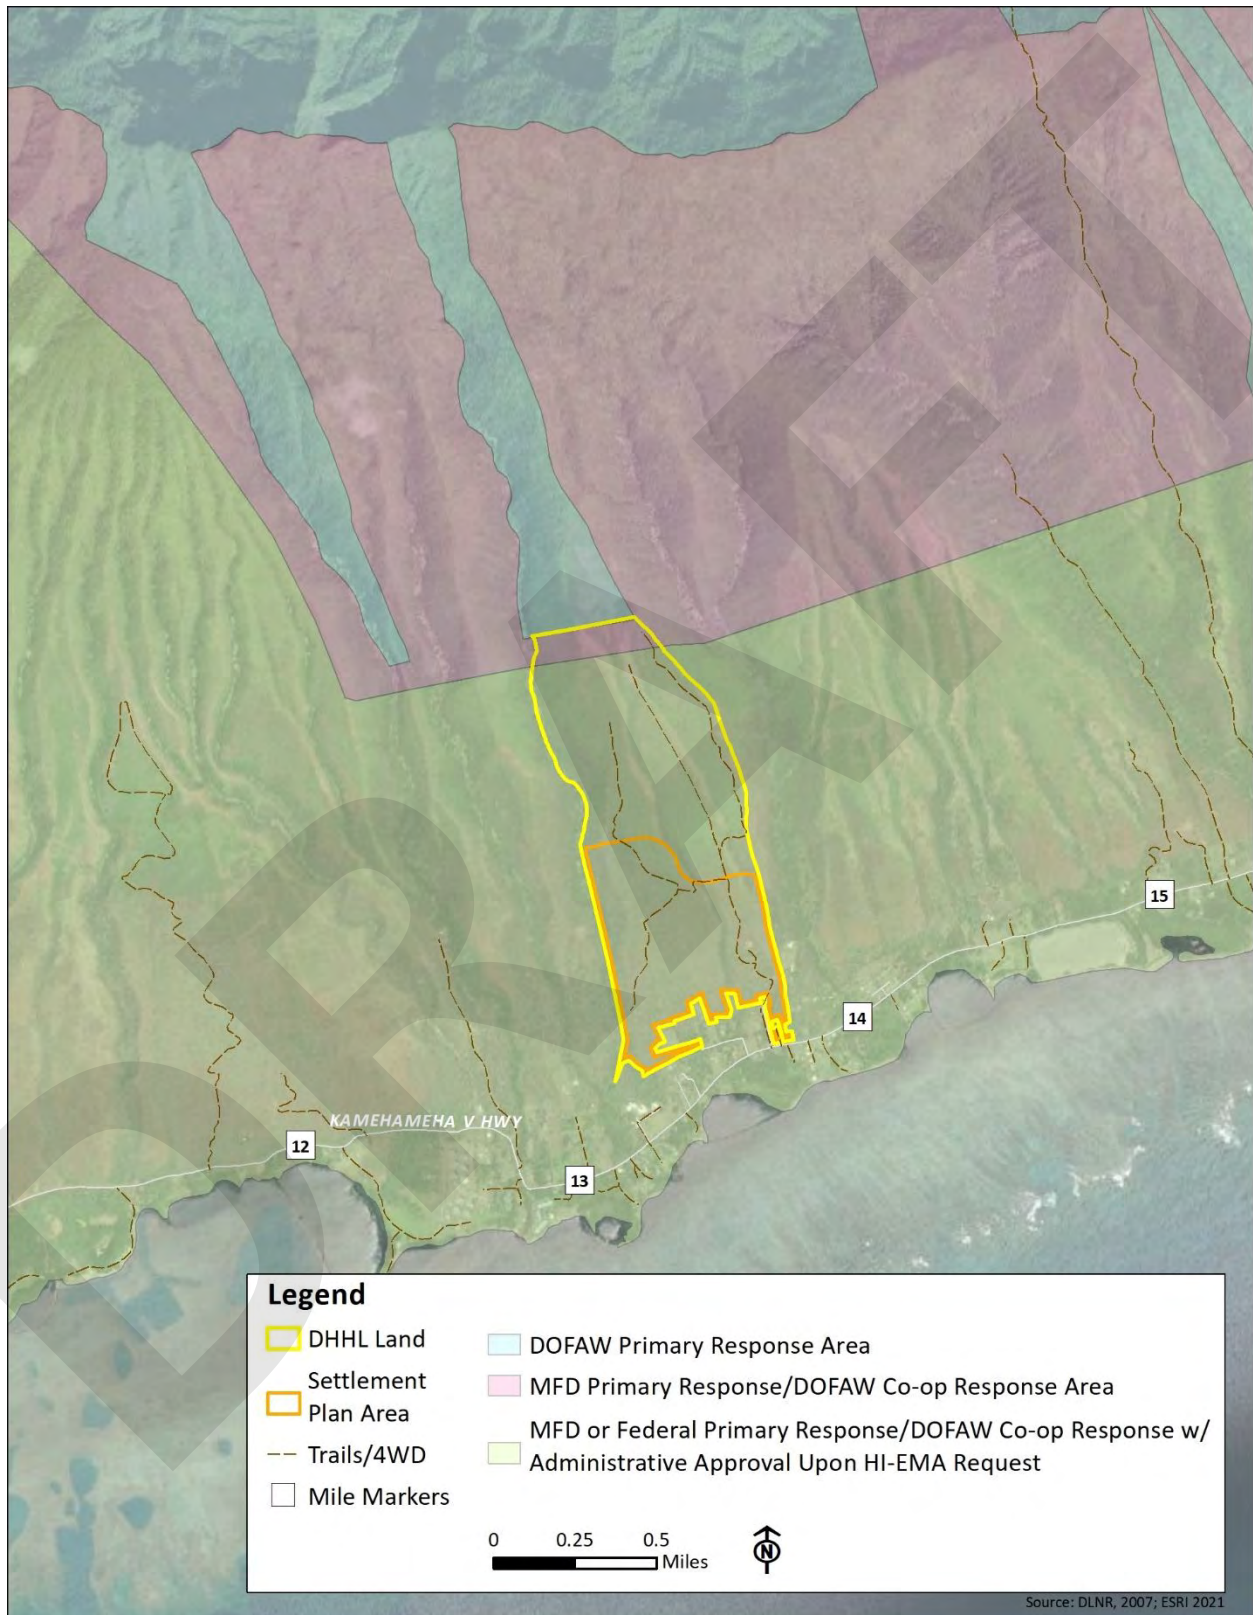 DRAFT
15
14
KAMEHAMEHA V HWY
12
13
Legend
DHHL Land
Settlement
Plan Area
Trails/4WD
Mile Markers
DOFAW Primary Response Area
MFD Primary Response/DOFAW Co-op Response Area
MFD or Federal Primary Response/DOFAW Co-op Response w/
Administrative Approval Upon HI-EMA Request
0 0.25 0.5
Miles
N
Source: DLNR, 2007; ESRI 2021